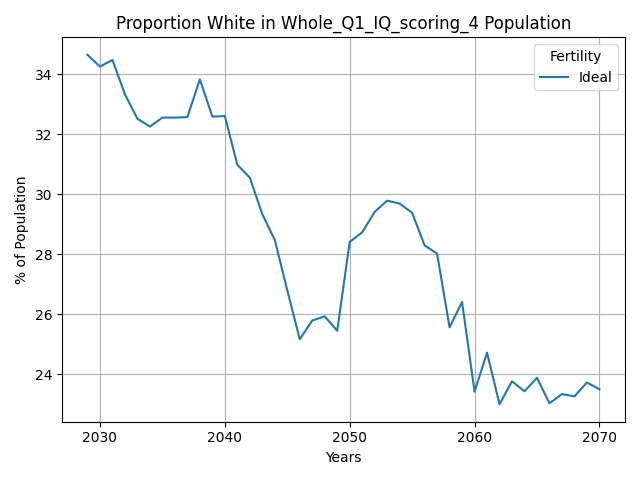 Proportion White in Whole_Q1_IQ_scoring_4 Population
Fertility
Ideal
% of Population
34
32
30
28
26
24
2030 2040 2050 2060 2070
Years